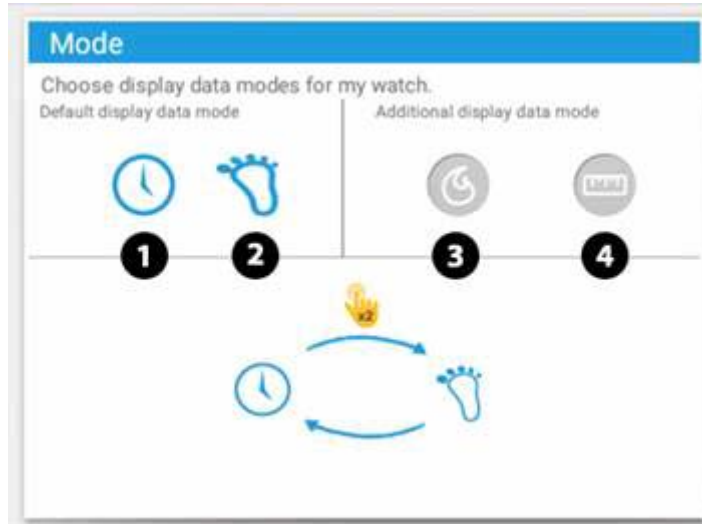 Mode
Choose display data modes for my watch.
Default display data mode
Additional display data mode
1
2
3
4
x2